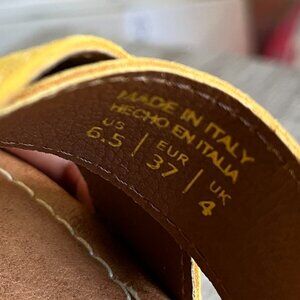 MADE IN ITALY
HECHO EN ITALIA
US | EUR | UK
6.5 | 37 | 4